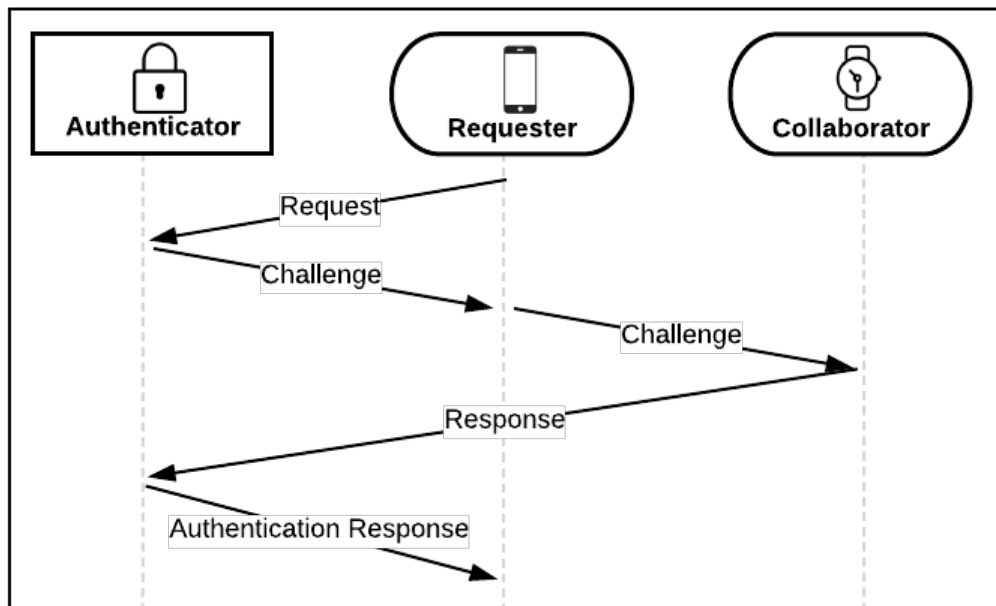 Authenticator
Requester
Collaborator
Request
Challenge
Challenge
Response
Authentication Response